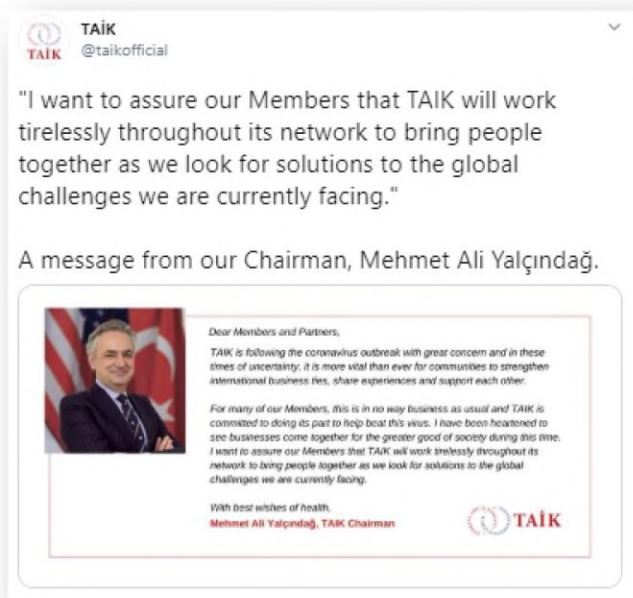 TAİK
@taikofficial
TAİK
"I want to assure our Members that TAIK will work
tirelessly throughout its network to bring people
together as we look for solutions to the global
challenges we are currently facing."
A message from our Chairman, Mehmet Ali Yalçındağ.
Dear Members and Partners,
TAIK is following the coronavirus outbreak with great concern and in these
times of uncertainty, it is more vital than ever for communities to strengthen
international business ties, share experiences and support each other.
For many of our Members, this is in no way business as usual and TAIK is
committed to doing its part to help beat this virus. I have been heartened to
see businesses come together for the greater good of society during this time.
I want to assure our Members that TAIK will work tirelessly throughout its
network to bring people together as we look for solutions to the global
challenges we are currently facing.
With best wishes of health,
Mehmet Ali Yalçındağ, TAIK Chairman
TAİK